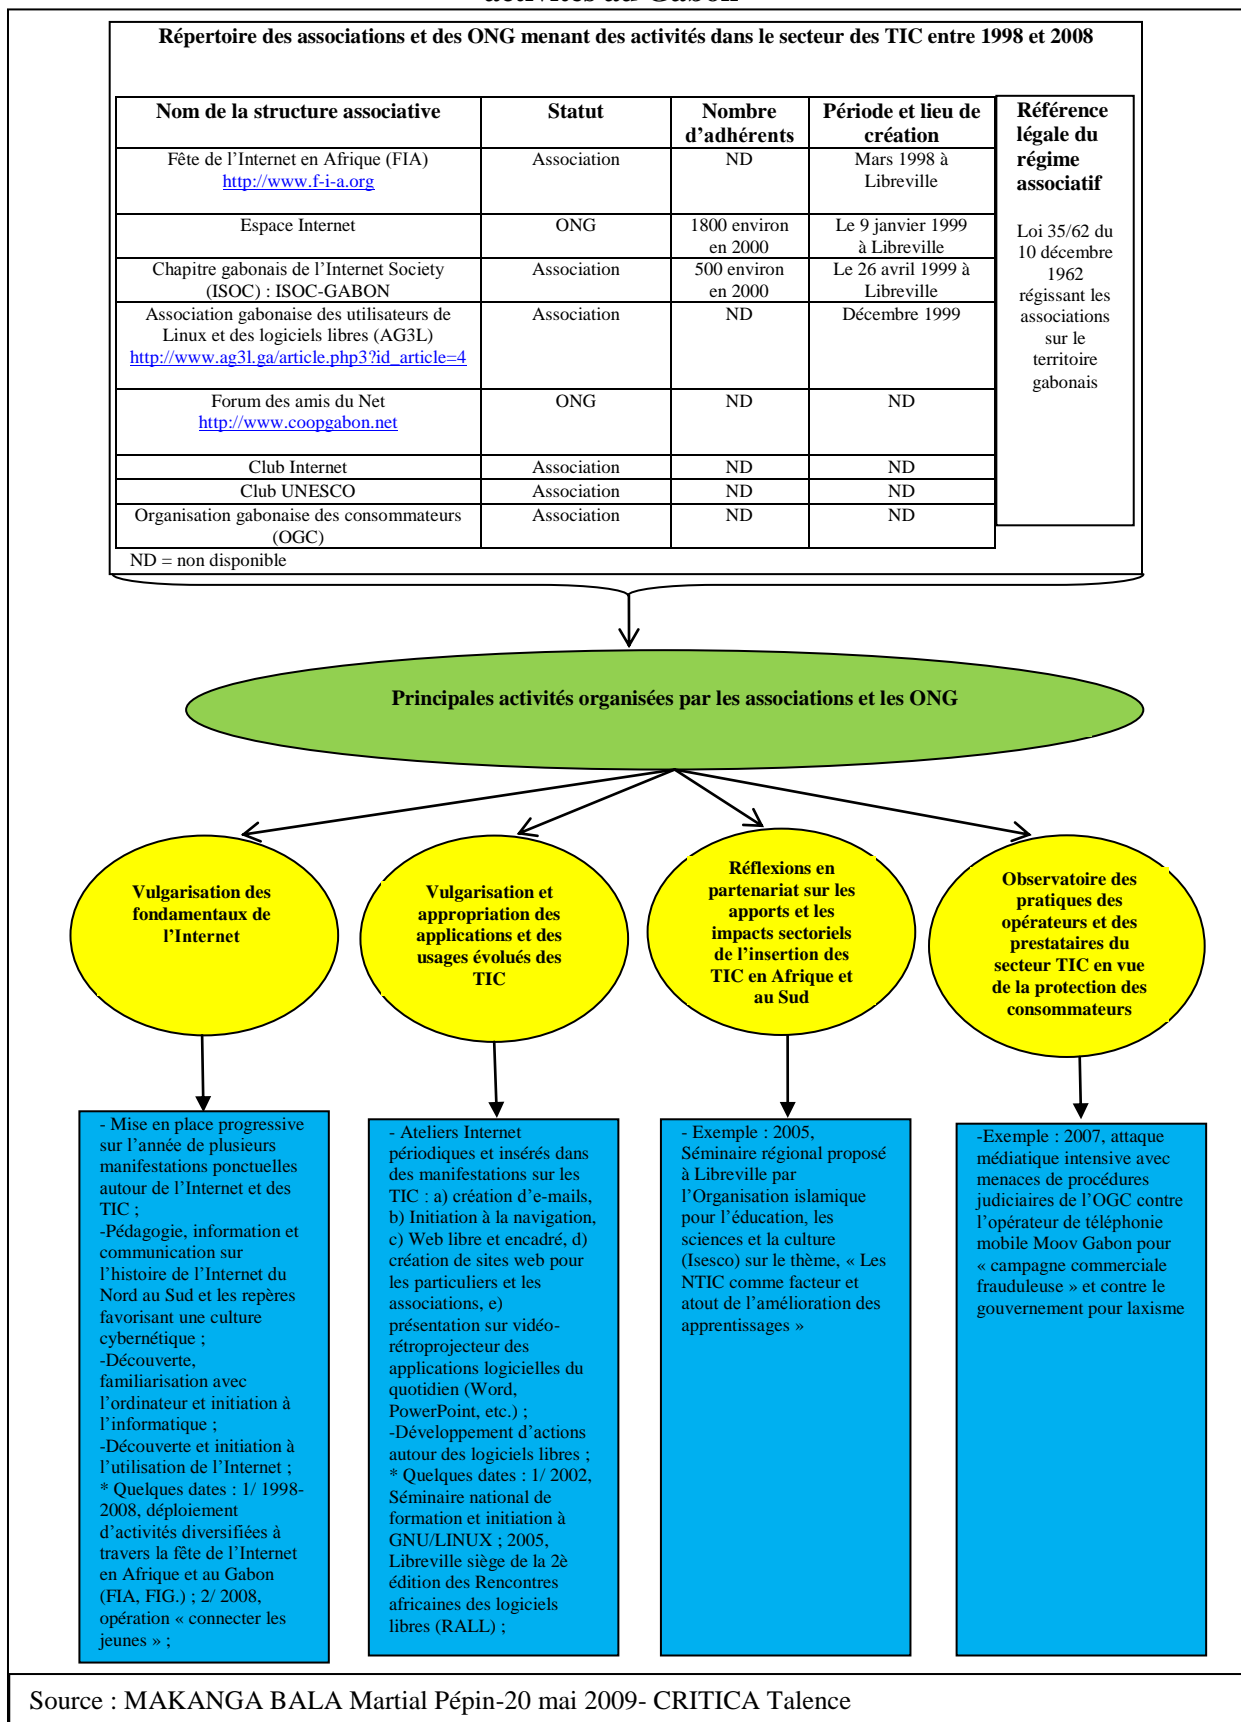 activités au Gabon
Répertoire des associations et des ONG menant des activités dans le secteur des TIC entre 1998 et 2008
Nom de la structure associative
Statut
Nombre
d'adhérents
Période et lieu de
création
Fête de l'Internet en Afrique (FIA)
http://www.f-i-a.org
Association
ND
Mars 1998 à
Libreville
Espace Internet
ONG
1800 environ
en 2000
Le 9 janvier 1999
à Libreville
Chapitre gabonais de l'Internet Society
(ISOC) : ISOC-GABON
Association
500 environ
en 2000
Le 26 avril 1999 à
Libreville
Association gabonaise des utilisateurs de
Linux et des logiciels libres (AG3L)
http://www.ag3l.ga/article.php3?id_article=4
Association
ND
Décembre 1999
Forum des amis du Net
http://www.coopgabon.net
ONG
ND
ND
Club Internet
Association
ND
ND
Club UNESCO
Association
ND
ND
Organisation gabonaise des consommateurs
(OGC)
Association
ND
ND
ND = non disponible
Référence
légale du
régime
associatif
Loi 35/62 du
10 décembre
1962
régissant les
associations
sur le
territoire
gabonais
Principales activités organisées par les associations et les ONG
Vulgarisation des
fondamentaux de
l'Internet
Vulgarisation et
appropriation des
applications et des
usages évolués des
TIC
Réflexions en
partenariat sur les
apports et les
impacts sectoriels
de l'insertion des
TIC en Afrique et
au Sud
Observatoire des
pratiques des
opérateurs et des
prestataires du
secteur TIC en vue
de la protection des
consommateurs
- Mise en place progressive
sur l'année de plusieurs
manifestations ponctuelles
autour de l'Internet et des
TIC ;
-Pédagogie, information et
communication sur
l'histoire de l'Internet du
Nord au Sud et les repères
favorisant une culture
cybernétique ;
-Découverte,
familiarisation avec
l'ordinateur et initiation à
l'informatique ;
-Découverte et initiation à
l'utilisation de l'Internet ;
* Quelques dates : 1/ 1998-
2008, déploiement
d'activités diversifiées à
travers la fête de l'Internet
en Afrique et au Gabon
(FIA, FIG.) ; 2/ 2008,
opération « connecter les
jeunes » ;
- Ateliers Internet
périodiques et insérés dans
des manifestations sur les
TIC : a) création d'e-mails,
b) Initiation à la navigation,
c) Web libre et encadré, d)
création de sites web pour
les particuliers et les
associations, e)
présentation sur vidéo-
rétroprojecteur des
applications logicielles du
quotidien (Word,
PowerPoint, etc.) ;
-Développement d'actions
autour des logiciels libres ;
* Quelques dates : 1/ 2002,
Séminaire national de
formation et initiation à
GNU/LINUX ; 2005,
Libreville siège de la 2è
édition des Rencontres
africaines des logiciels
libres (RALL) ;
- Exemple : 2005,
Séminaire régional proposé
à Libreville par
l'Organisation islamique
pour l'éducation, les
sciences et la culture
(Isesco) sur le thème, « Les
NTIC comme facteur et
atout de l'amélioration des
apprentissages »
-Exemple : 2007, attaque
médiatique intensive avec
menaces de procédures
judiciaires de l'OGC contre
l'opérateur de téléphonie
mobile Moov Gabon pour
« campagne commerciale
frauduleuse » et contre le
gouvernement pour laxisme
Source : MAKANGA BALA Martial Pépin-20 mai 2009- CRITICA Talence